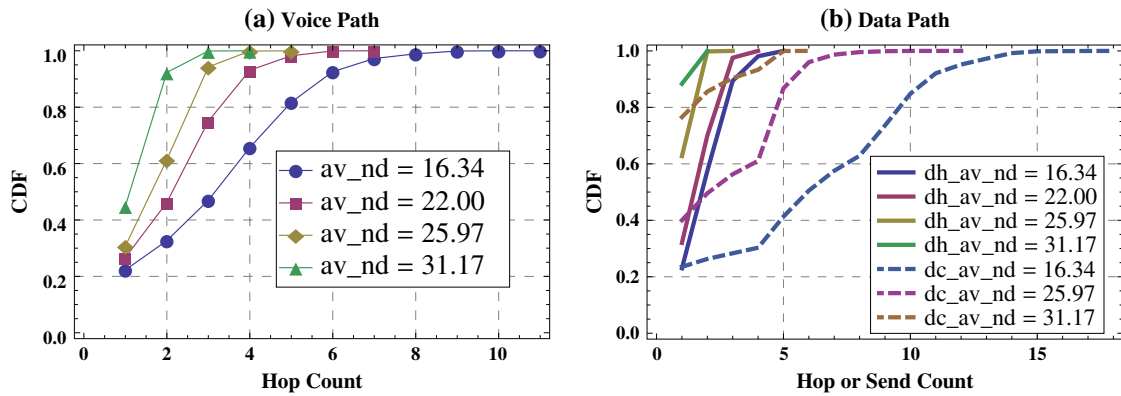 (a) Voice Path
1.0
0.8
0.6
0.4
0.2
0.0
CDF
0
2
4
6
8
10
Hop Count
av_nd = 16.34
av_nd = 22.00
av_nd = 25.97
av_nd = 31.17
(b) Data Path
1.0
0.8
0.6
0.4
0.2
0.0
CDF
0
5
10
15
Hop or Send Count
dh_av_nd = 16.34
dh_av_nd = 22.00
dh_av_nd = 25.97
dh_av_nd = 31.17
dc_av_nd = 16.34
dc_av_nd = 25.97
dc_av_nd = 31.17